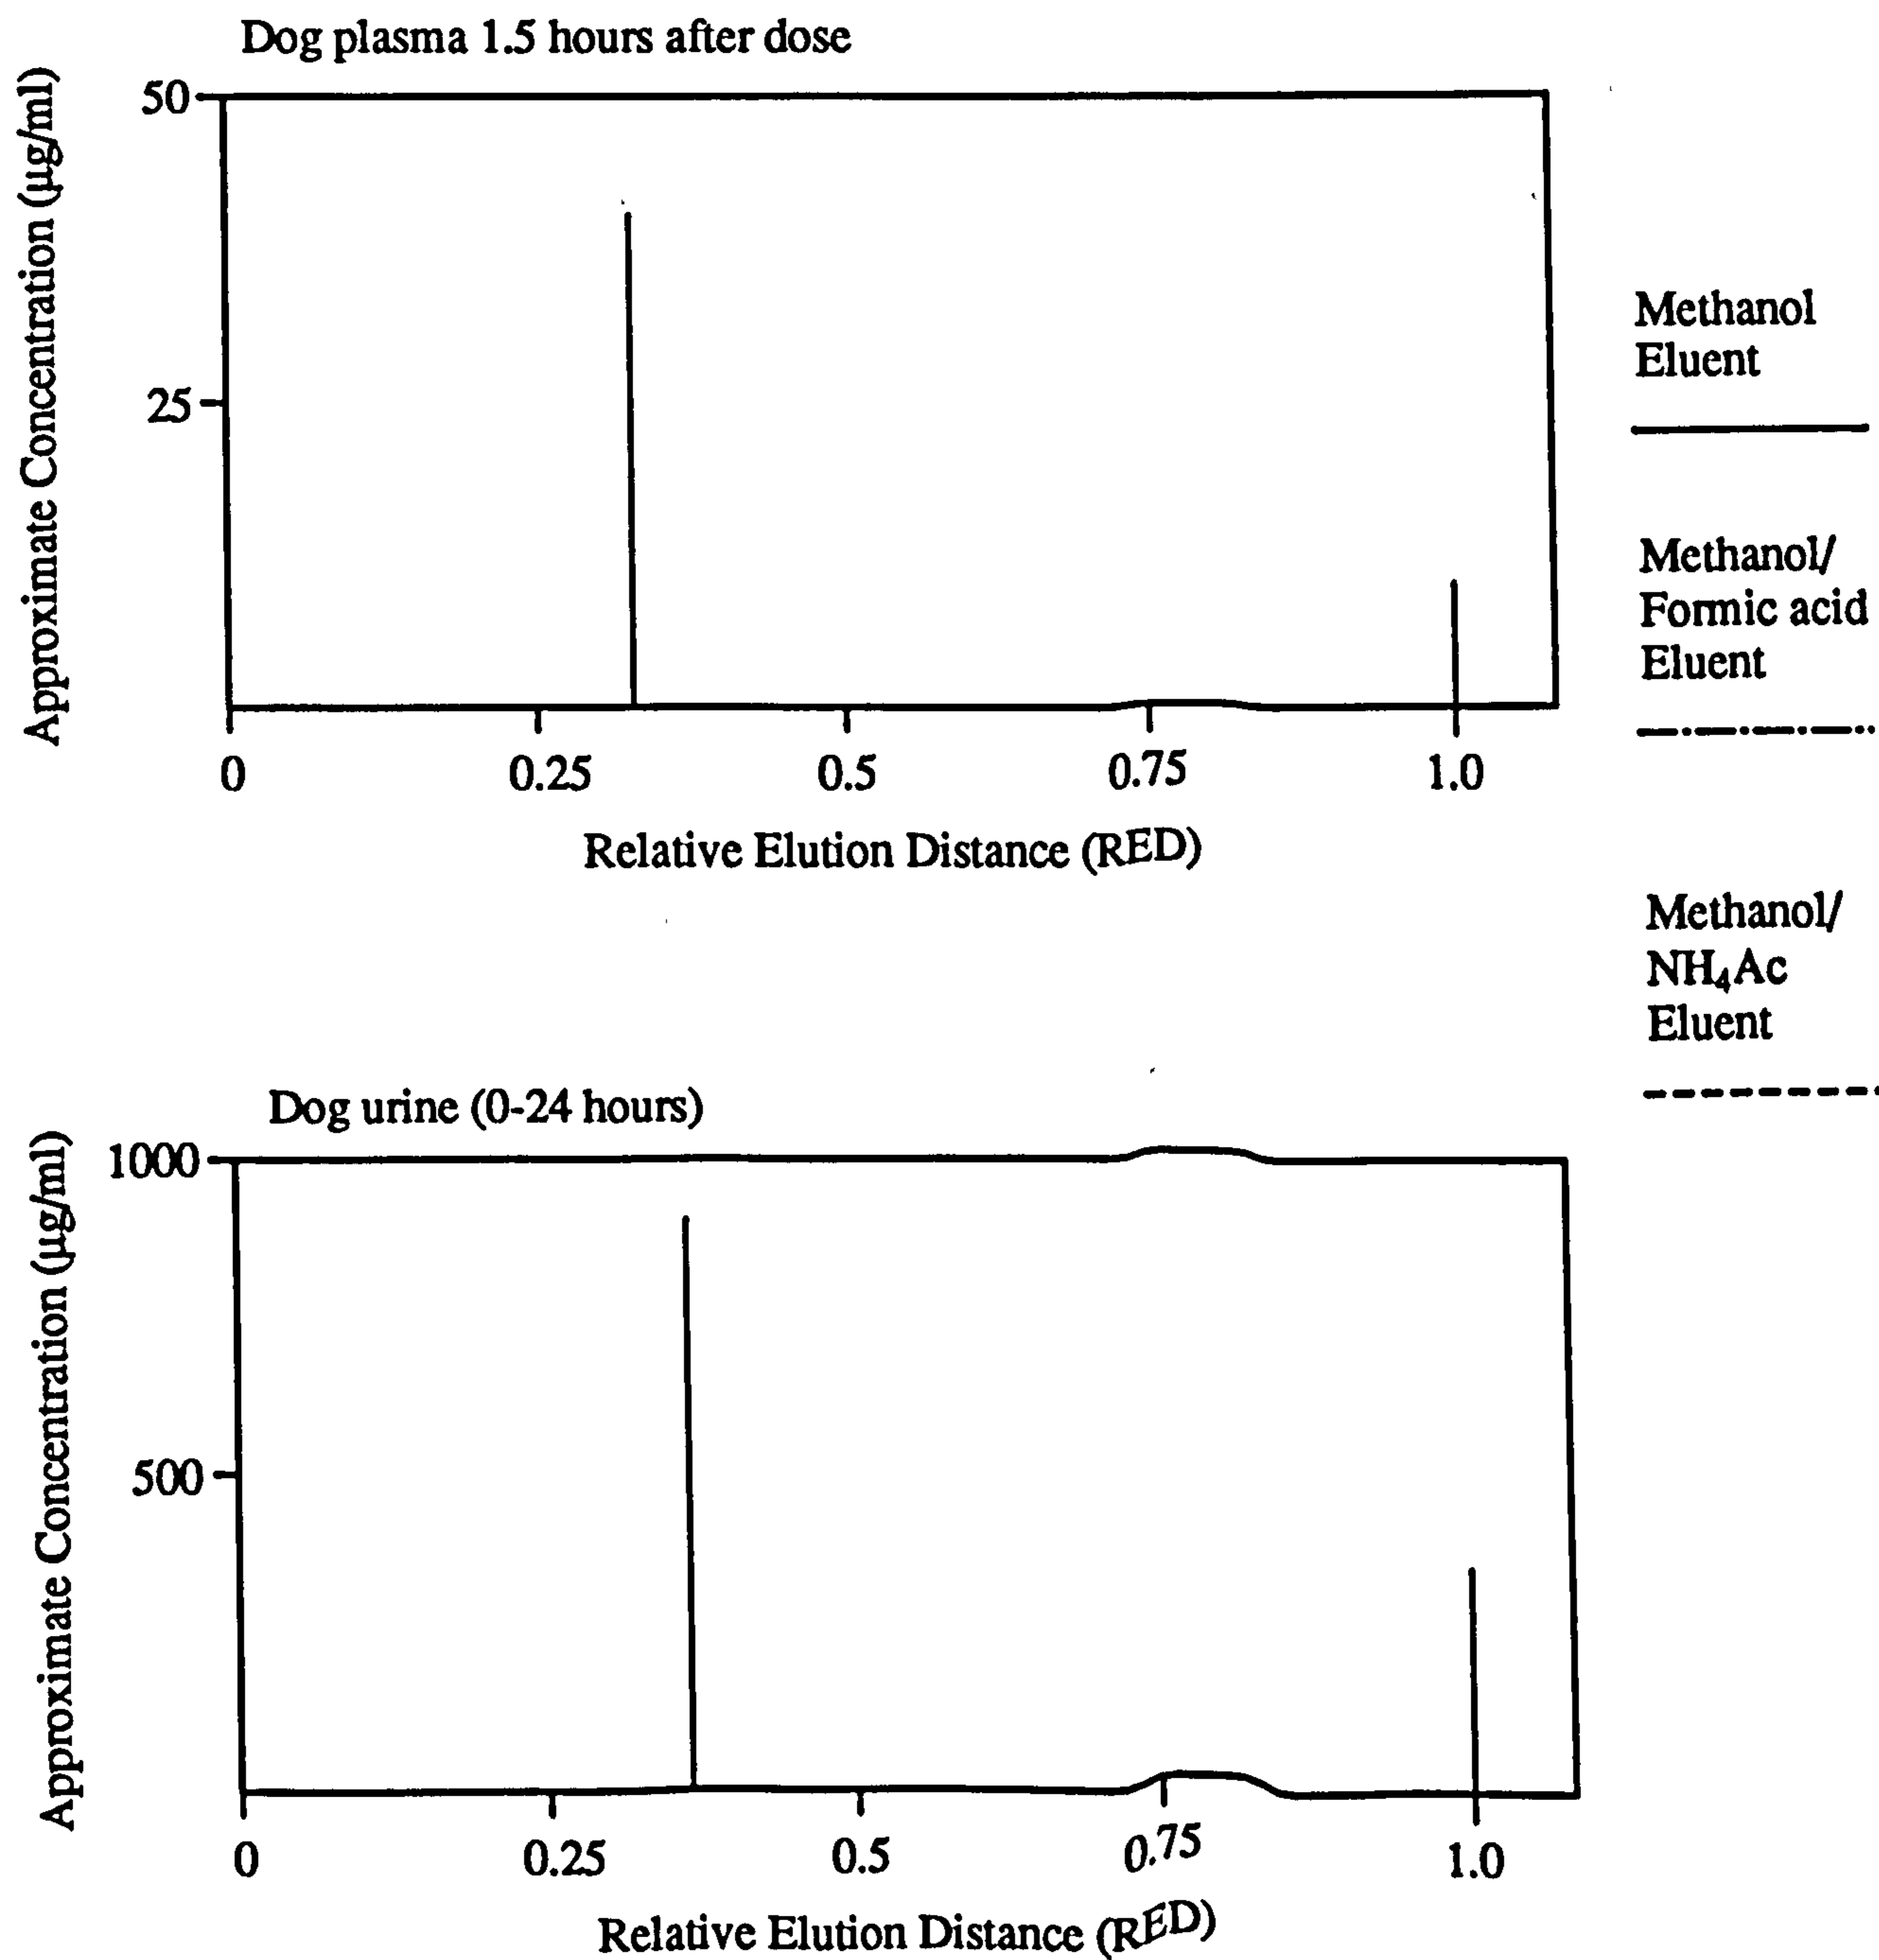 Dog plasma 1.5 hours after dose
Approximate Concentration (µg/ml)
50
25
0
0.25
0.5
0.75
1.0
Relative Elution Distance (RED)
Methanol
Eluent
Methanol/
Formic acid
Eluent
Methanol/
NH₄Ac
Eluent
Dog urine (0-24 hours)
Approximate Concentration (µg/ml)
1000
500
0
0.25
0.5
0.75
1.0
Relative Elution Distance (RED)